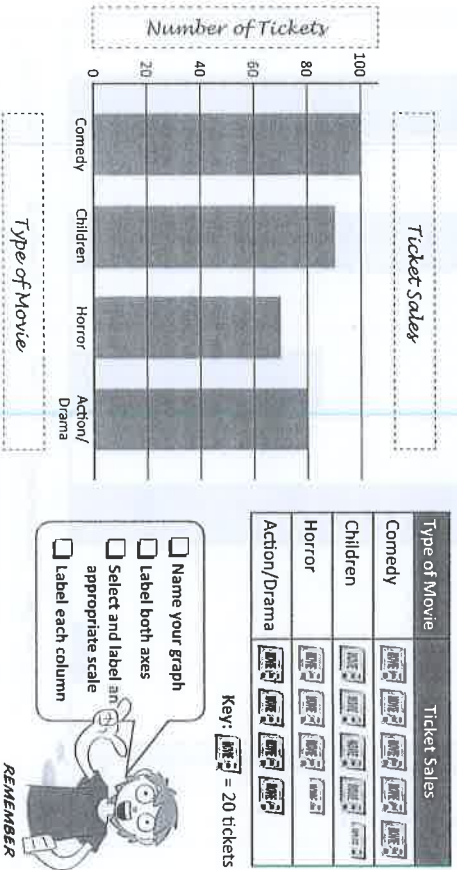 Ticket Sales
Number of Tickets
100
80
60
40
20
0
Comedy
Children
Horror
Action/
Drama
Type of Movie
Type of Movie Ticket Sales
Comedy
Children
Horror
Action/Drama
Key: = 20 tickets
Name your graph
Label both axes
Select and label an
appropriate scale
Label each column
REMEMBER